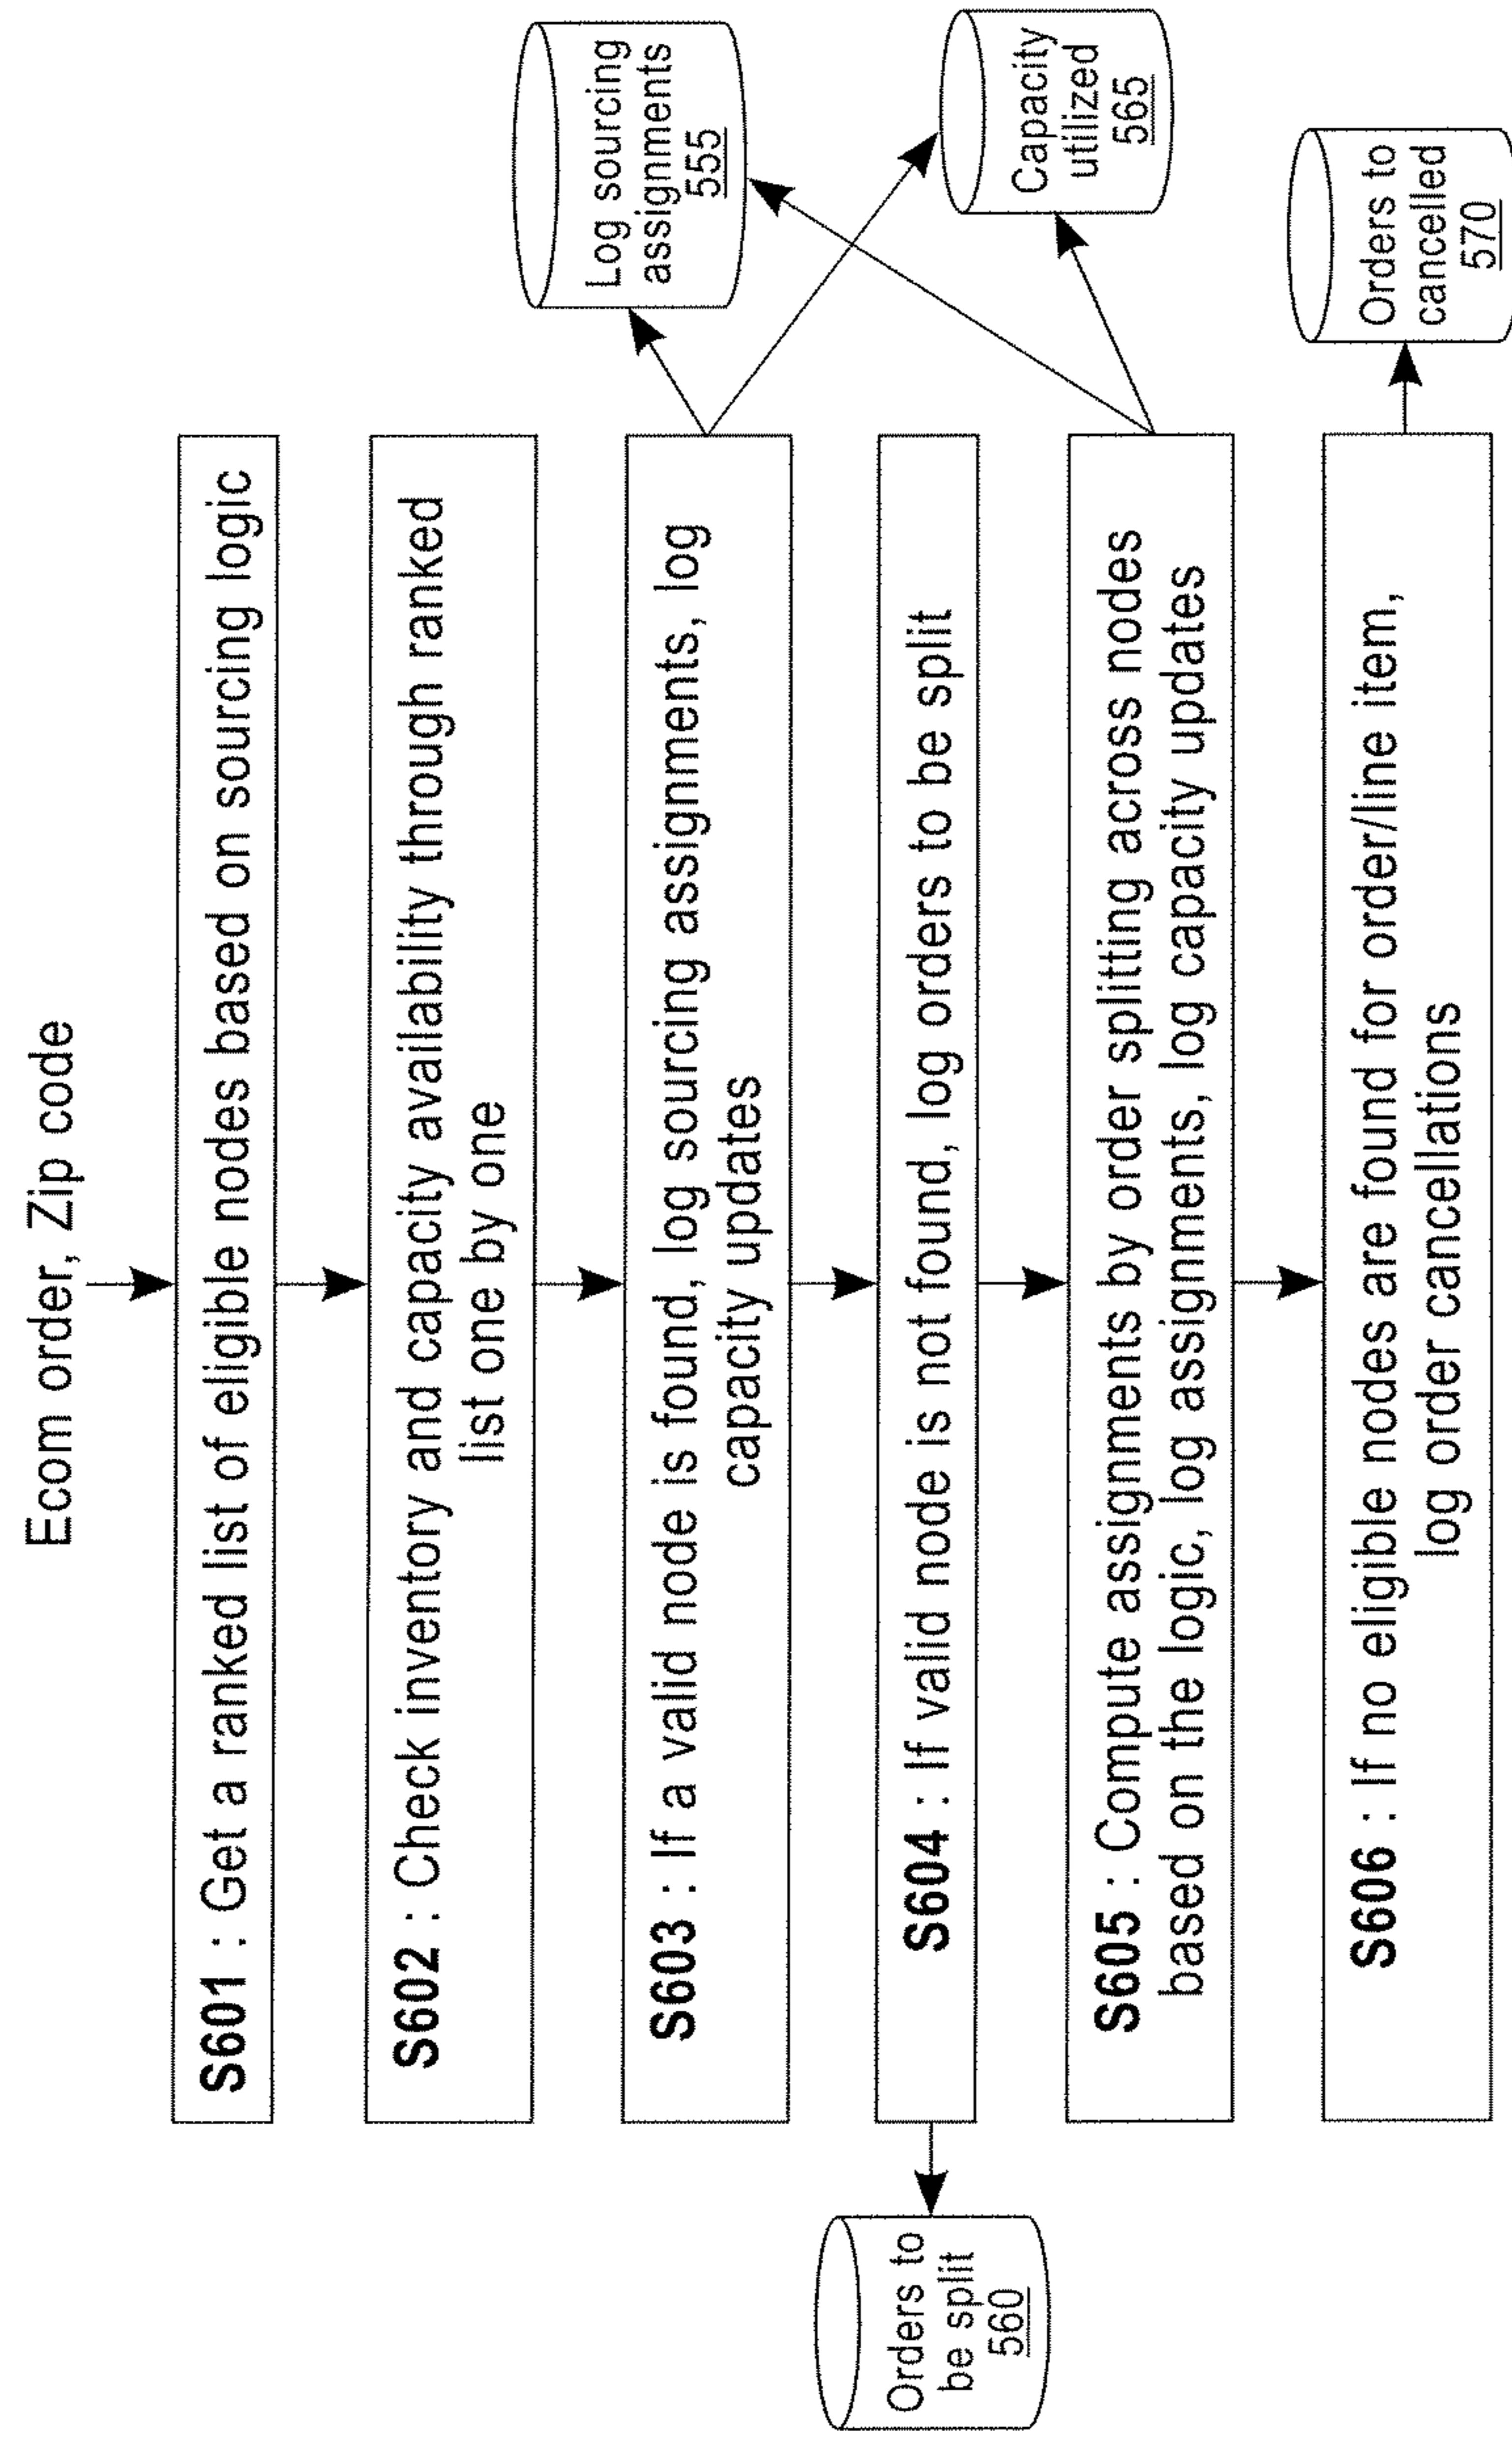 Ecom order, Zip code
S601 : Get a ranked list of eligible nodes based on sourcing logic
S602 : Check inventory and capacity availability through ranked
list one by one
S603 : If a valid node is found, log sourcing assignments, log
capacity updates
Log sourcing
assignments
555
S604 : If valid node is not found, log orders to be split
Orders to
be split
560
Capacity
utilized
565
S605 : Compute assignments by order splitting across nodes
based on the logic, log assignments, log capacity updates
S606 : If no eligible nodes are found for order/line item,
log order cancellations
Orders to
cancelled
570